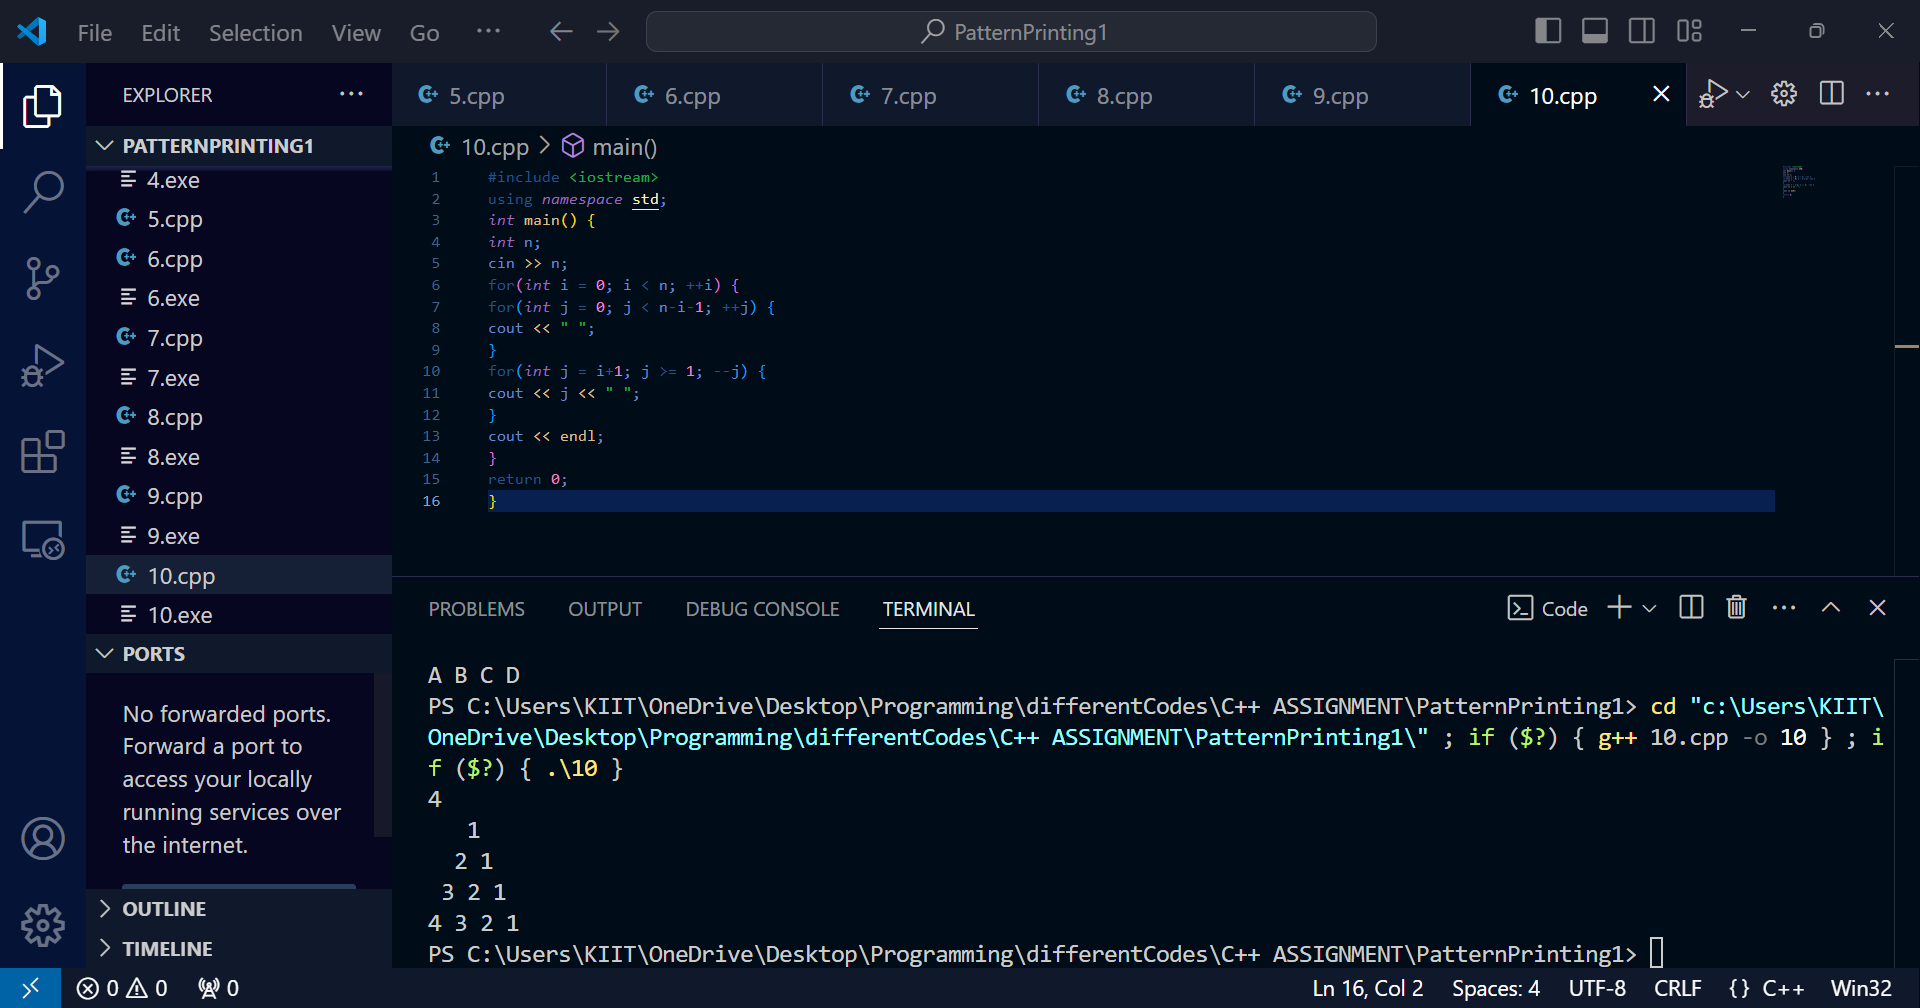 File Edit Selection View Go ...
PatternPrinting1
EXPLORER
PATTERNPRINTING1
4.exe
5.cpp
6.cpp
6.exe
7.cpp
7.exe
8.cpp
8.exe
9.cpp
9.exe
10.cpp
10.exe
PORTS
No forwarded ports.
Forward a port to
access your locally
running services over
the internet.
OUTLINE
TIMELINE
5.cpp 6.cpp 7.cpp 8.cpp 9.cpp 10.cpp
10.cpp > main()
1 #include <iostream>
2 using namespace std;
3 int main() {
4 int n;
5 cin >> n;
6 for(int i = 0; i < n; ++i) {
7 for(int j = 0; j < n-i-1; ++j) {
8 cout << " ";
9 }
10 for(int j = i+1; j >= 1; --j) {
11 cout << j << " ";
12 }
13 cout << endl;
14 }
15 return 0;
16 }
PROBLEMS OUTPUT DEBUG CONSOLE TERMINAL
Code
A B C D
PS C:\Users\KIIT\OneDrive\Desktop\Programming\differentCodes\C++ ASSIGNMENT\PatternPrinting1> cd "c:\Users\KIIT\
OneDrive\Desktop\Programming\differentCodes\C++ ASSIGNMENT\PatternPrinting1\" ; if ($?) { g++ 10.cpp -o 10 } ; i
f ($?) { .\10 }
4
   1
  2 1
 3 2 1
4 3 2 1
PS C:\Users\KIIT\OneDrive\Desktop\Programming\differentCodes\C++ ASSIGNMENT\PatternPrinting1>
0 0 0
Ln 16, Col 2 Spaces: 4 UTF-8 CRLF {} C++ Win32